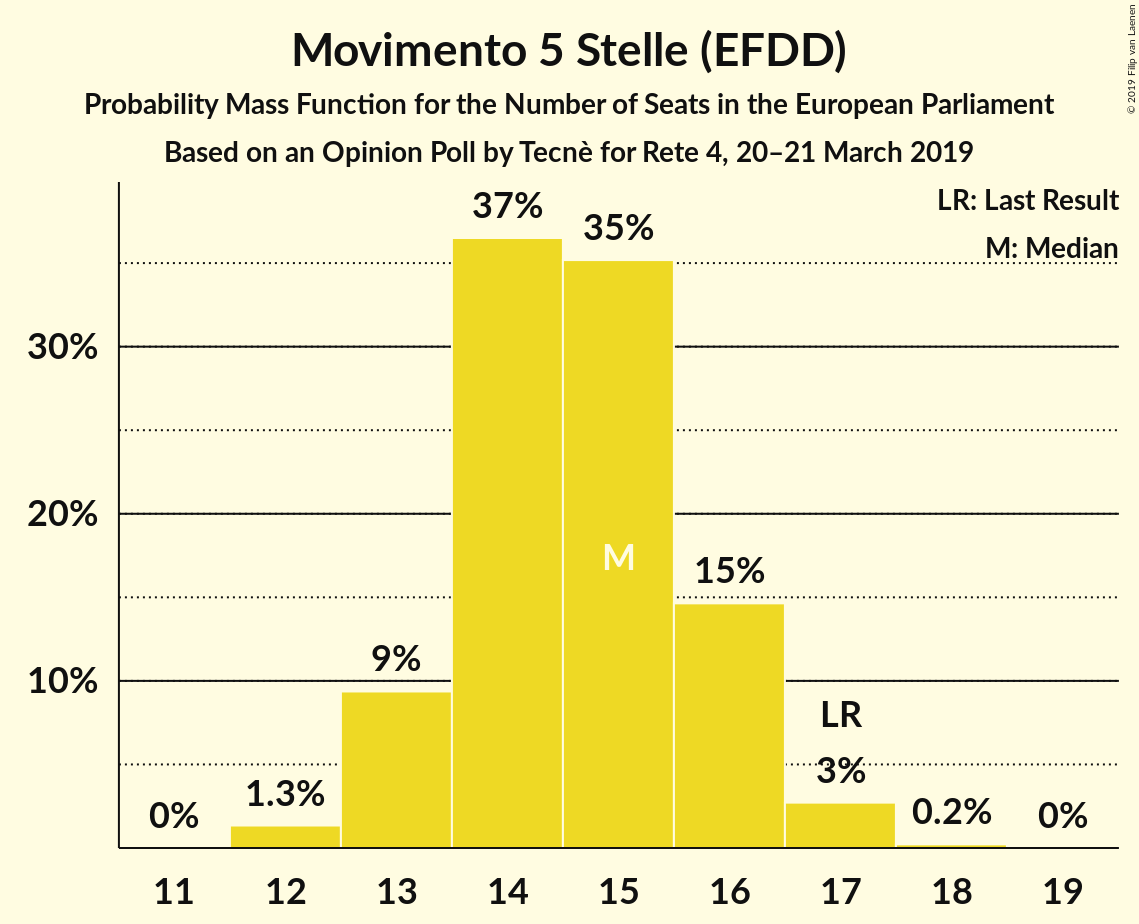 Movimento 5 Stelle (EFDD)
Probability Mass Function for the Number of Seats in the European Parliament
Based on an Opinion Poll by Tecnè for Rete 4, 20–21 March 2019
© 2019 Filip van Laenen
LR: Last Result
M: Median
37%
35%
30%
20%
M
15%
9%
10%
LR
3%
1.3%
0.2%
0%
0%
11 12 13 14 15 16 17 18 19